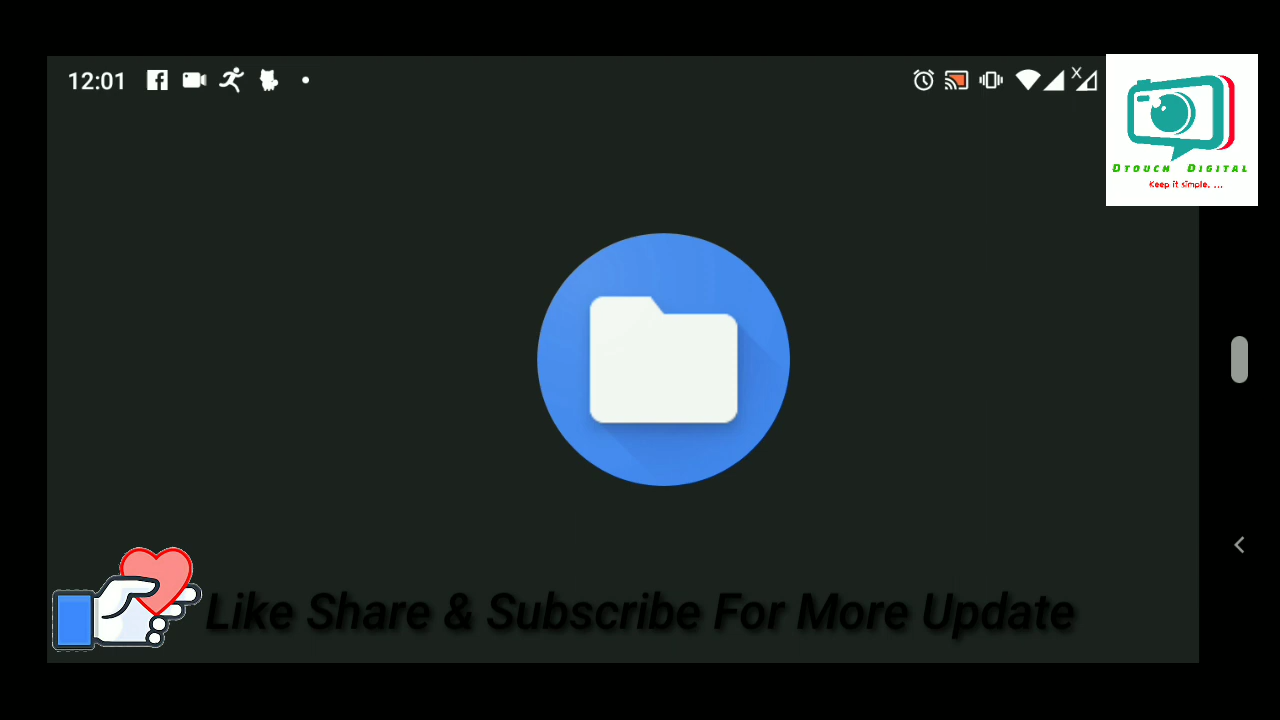 12:01
DTOUCH DIGITAL
Keep it simple. ...
Like Share & Subscribe For More Update